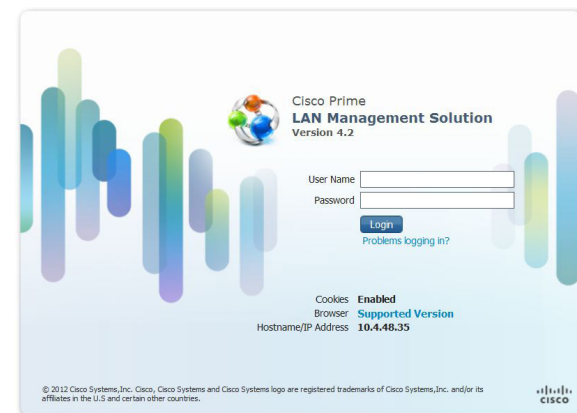 Cisco Prime
LAN Management Solution
Version 4.2
User Name
Password
Login
Problems logging in?
Cookies Enabled
Browser Supported Version
Hostname/IP Address 10.4.48.35
© 2012 Cisco Systems,Inc. Cisco, Cisco Systems and Cisco Systems logo are registered trademarks of Cisco Systems,Inc. and/or its
affiliates in the U.S and certain other countries.
CISCO